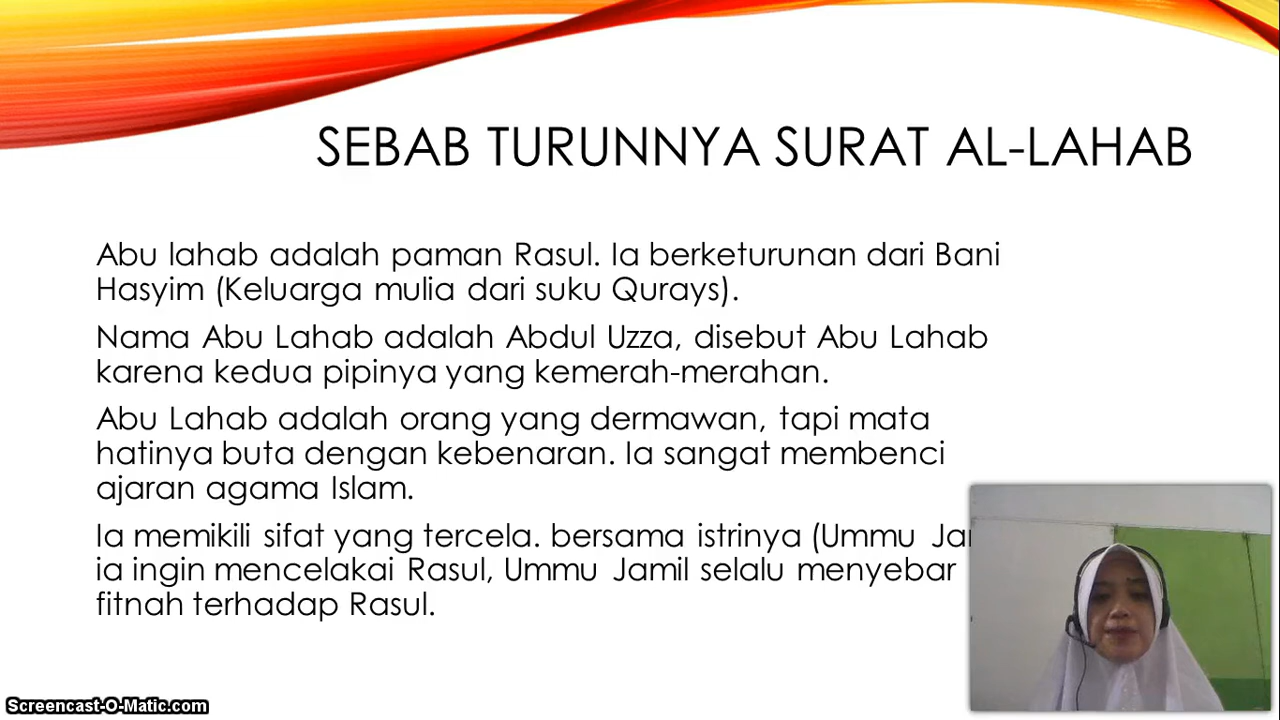 SEBAB TURUNNYA SURAT AL-LAHAB
Abu lahab adalah paman Rasul. Ia berketurunan dari Bani
Hasyim (Keluarga mulia dari suku Qurays).
Nama Abu Lahab adalah Abdul Uzza, disebut Abu Lahab
karena kedua pipinya yang kemerah-merahan.
Abu Lahab adalah orang yang dermawan, tapi mata
hatinya buta dengan kebenaran. Ia sangat membenci
ajaran agama Islam.
Ia memikili sifat yang tercela. bersama istrinya (Ummu
ia ingin mencelakai Rasul, Ummu Jamil selalu menyebar
fitnah terhadap Rasul.
Screencast-O-Matic.com